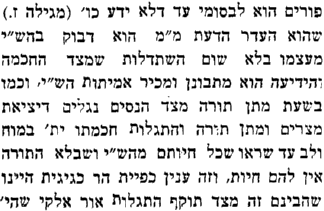 פורים הוא לבסומי עד דלא ידע כו׳ (מגילה ז.)
שהוא העדר הדעת מ״מ הוא דבוק בהש״י
מעצמו בלא שום השתדלות שמצד החכמה
והידיעה הוא מתבונן ומכיר אמיתות הש״י, וכמו
בשעת מתן תורה מצד הנסים נגלים דיציאת
מצרים ומתן תורה והתגלות חכמתו ית׳ במוח
ולב עד שראו שכל חיותם מהש״י ושבלא התורה
אין להם חיות, וזה ענין כפיית הר כגיגית היינו
שהבינם זה מצד תוקף התגלות אור אלקי שהי׳